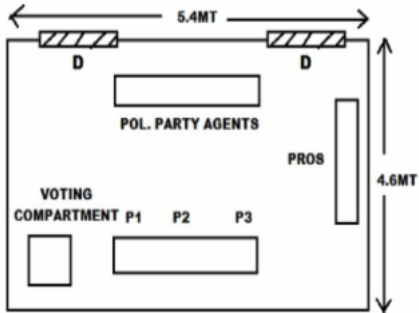 5.4MT
D D
POL. PARTY AGENTS
PROS
4.6MT
VOTING
COMPARTMENT P1 P2 P3